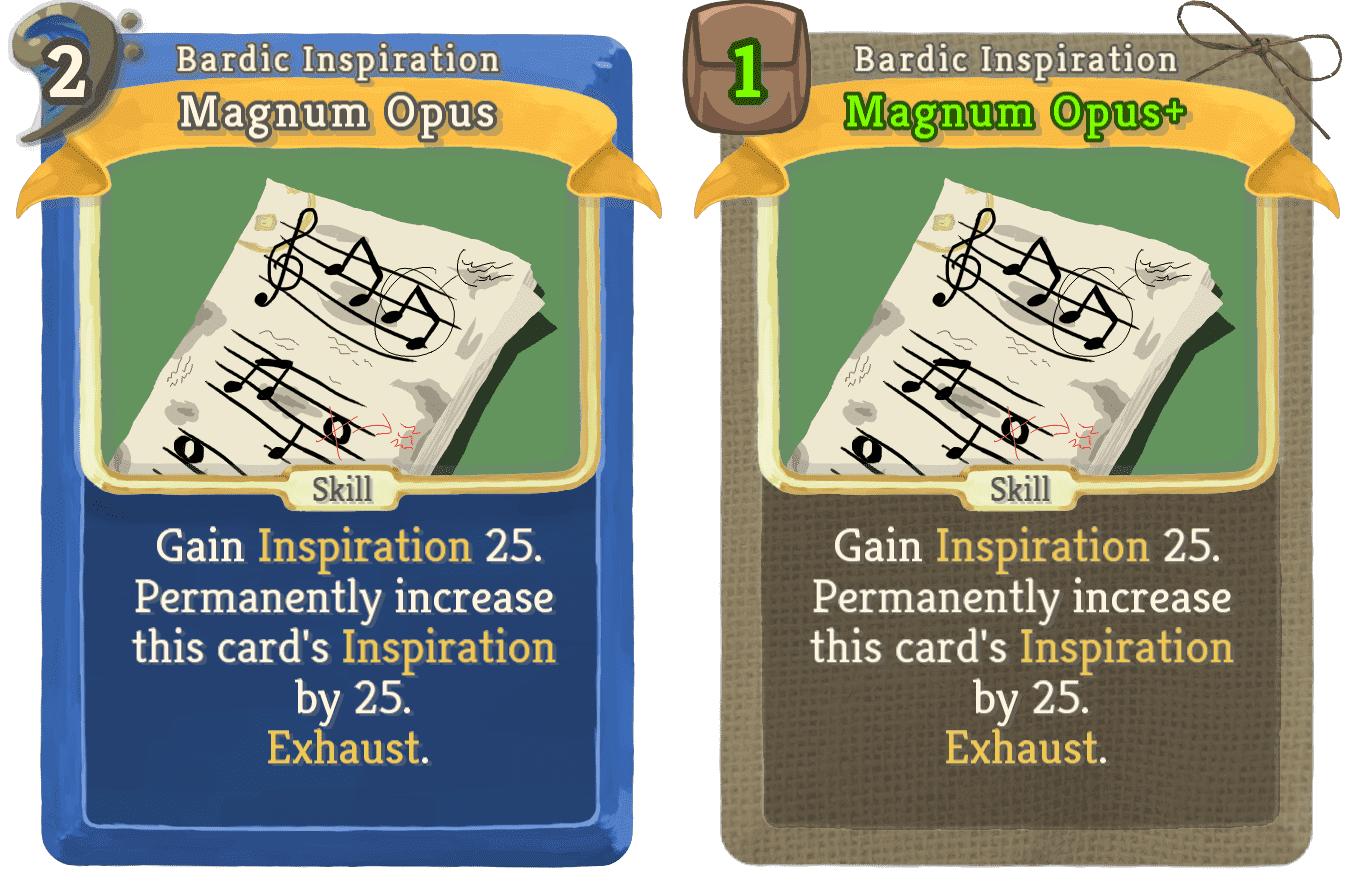 2
Bardic Inspiration
Magnum Opus
Skill
Gain Inspiration 25.
Permanently increase
this card's Inspiration
by 25.
Exhaust.
1
Bardic Inspiration
Magnum Opus+
Skill
Gain Inspiration 25.
Permanently increase
this card's Inspiration
by 25.
Exhaust.